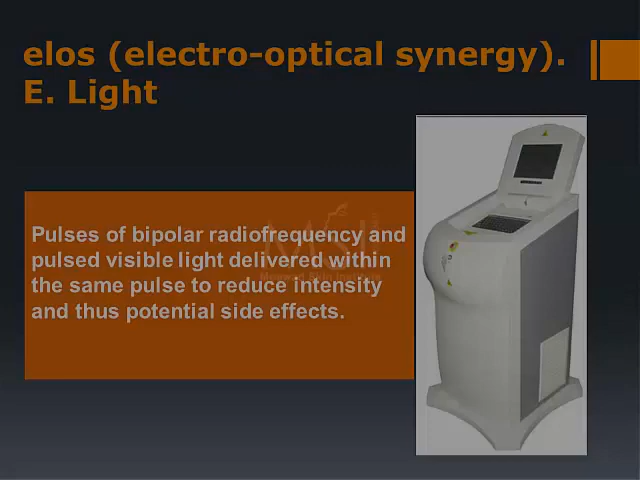 elos (electro-optical synergy).
E. Light
Pulses of bipolar radiofrequency and
pulsed visible light delivered within
the same pulse to reduce intensity
and thus potential side effects.